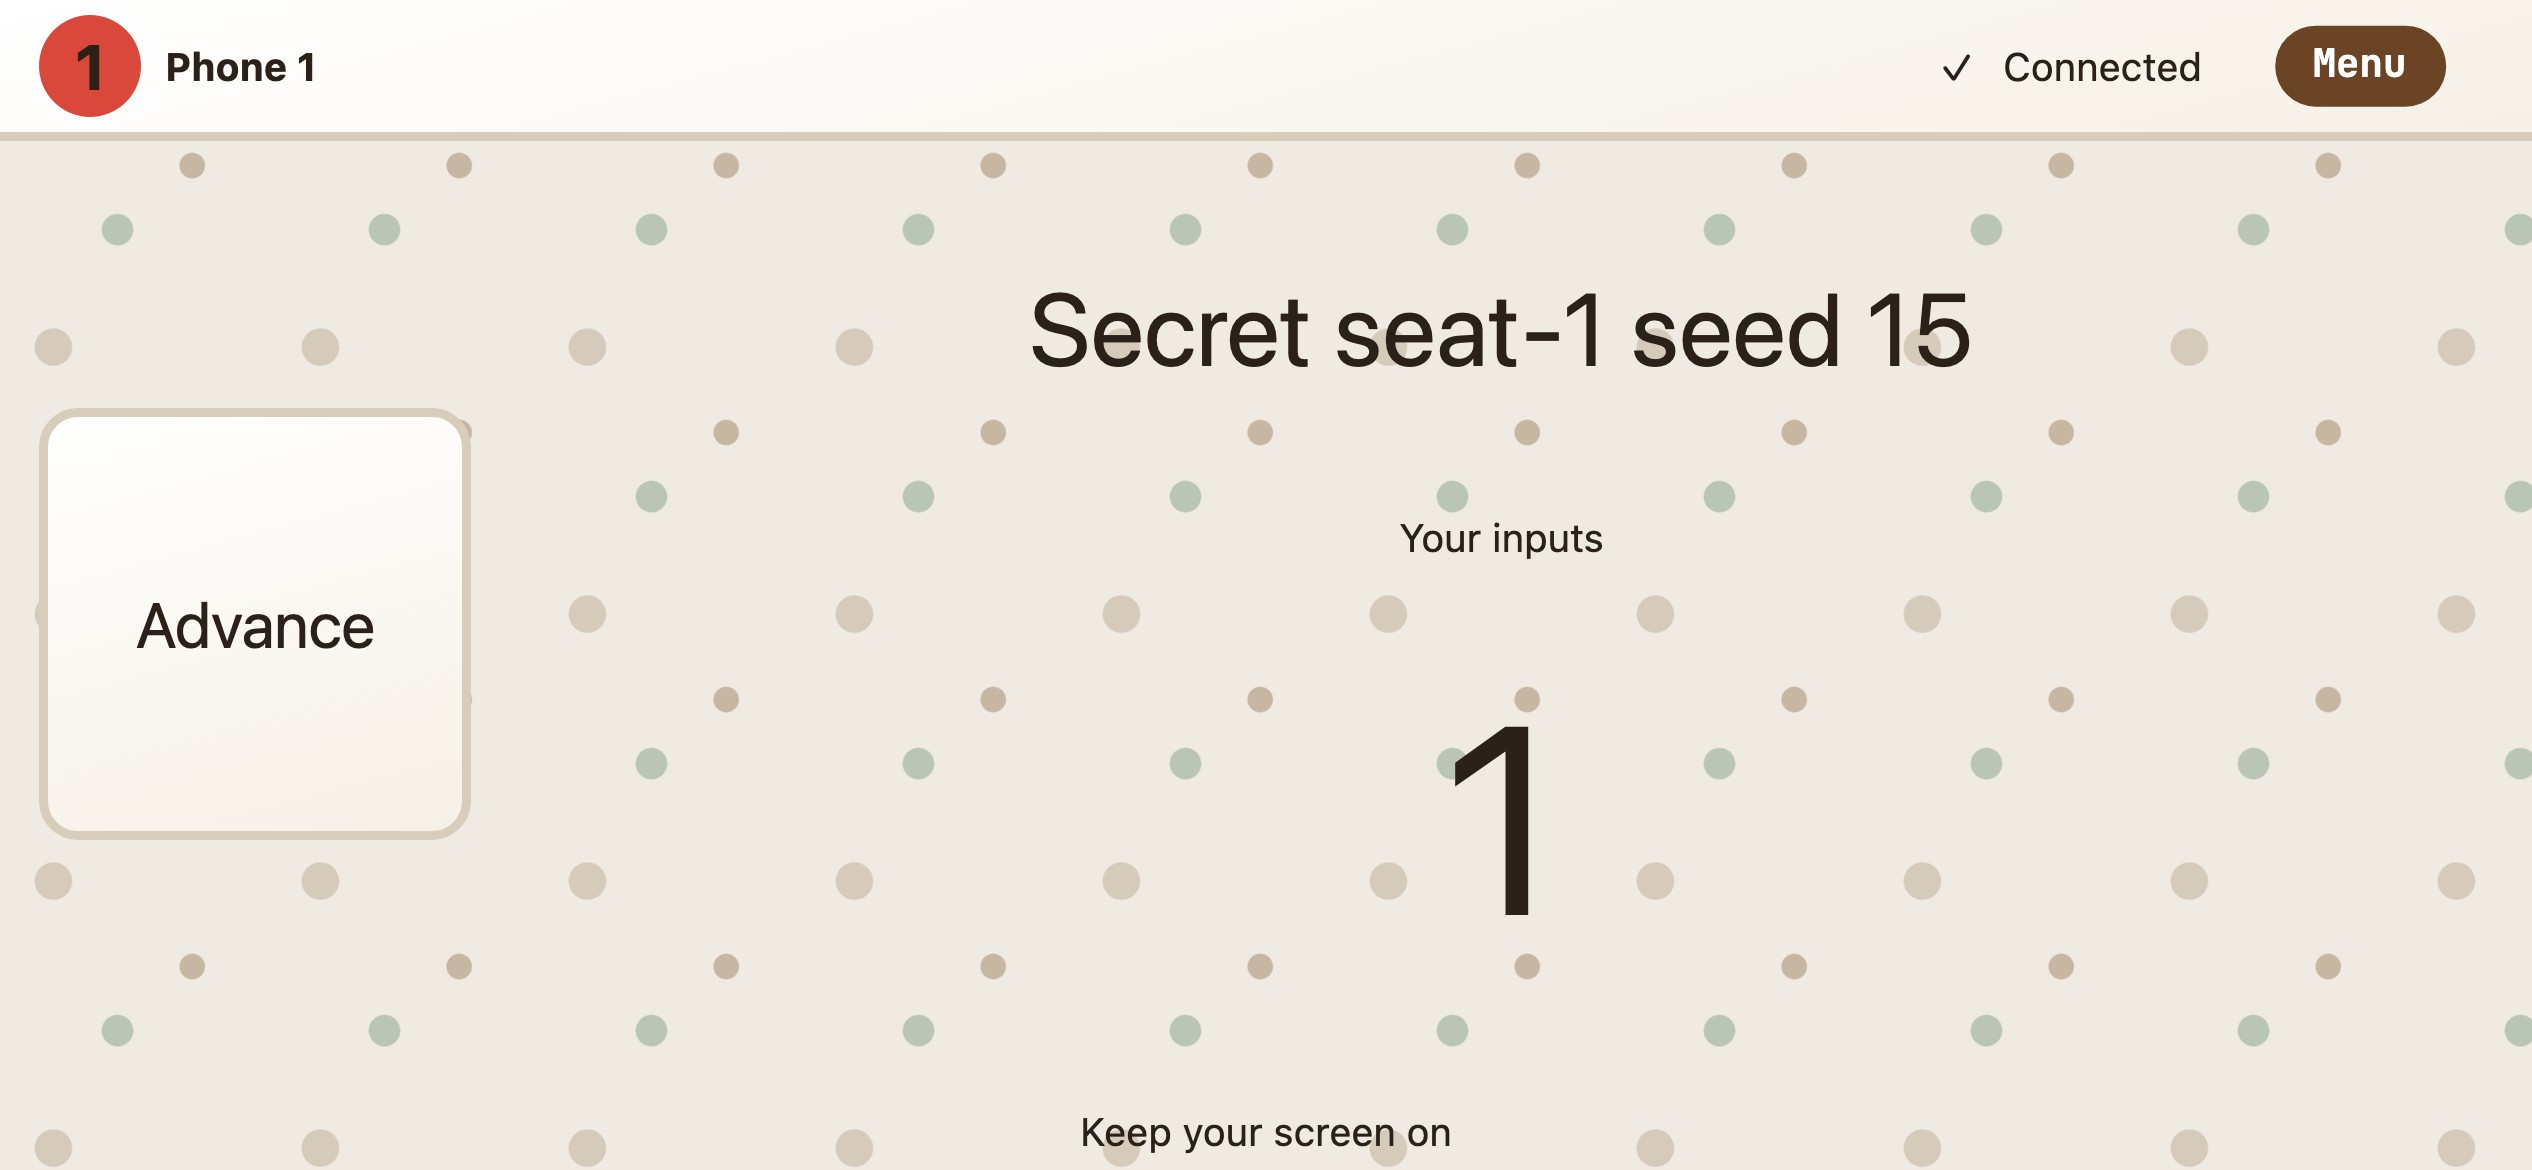 1 Phone 1 ✓ Connected Menu
Secret seat-1 seed 15
Your inputs
Advance
1
Keep your screen on